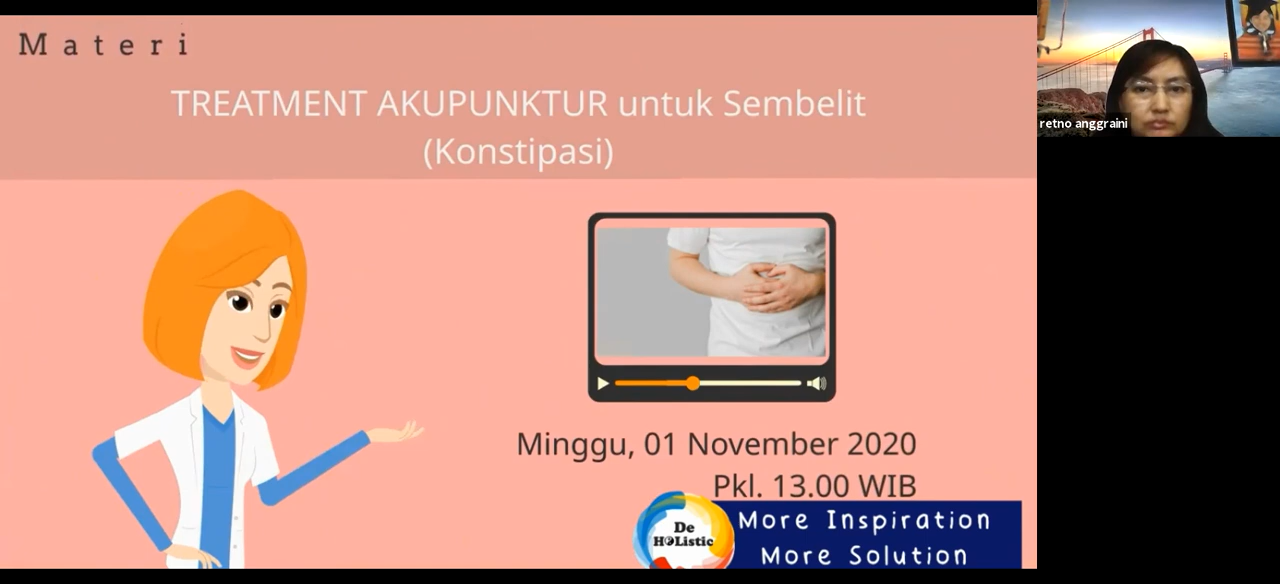 Materi
TREATMENT AKUPUNKTUR untuk Sembelit
(Konstipasi)
Minggu, 01 November 2020
Pkl. 13.00 WIB
De
HOListic
More Inspiration
More Solution
retno anggraini